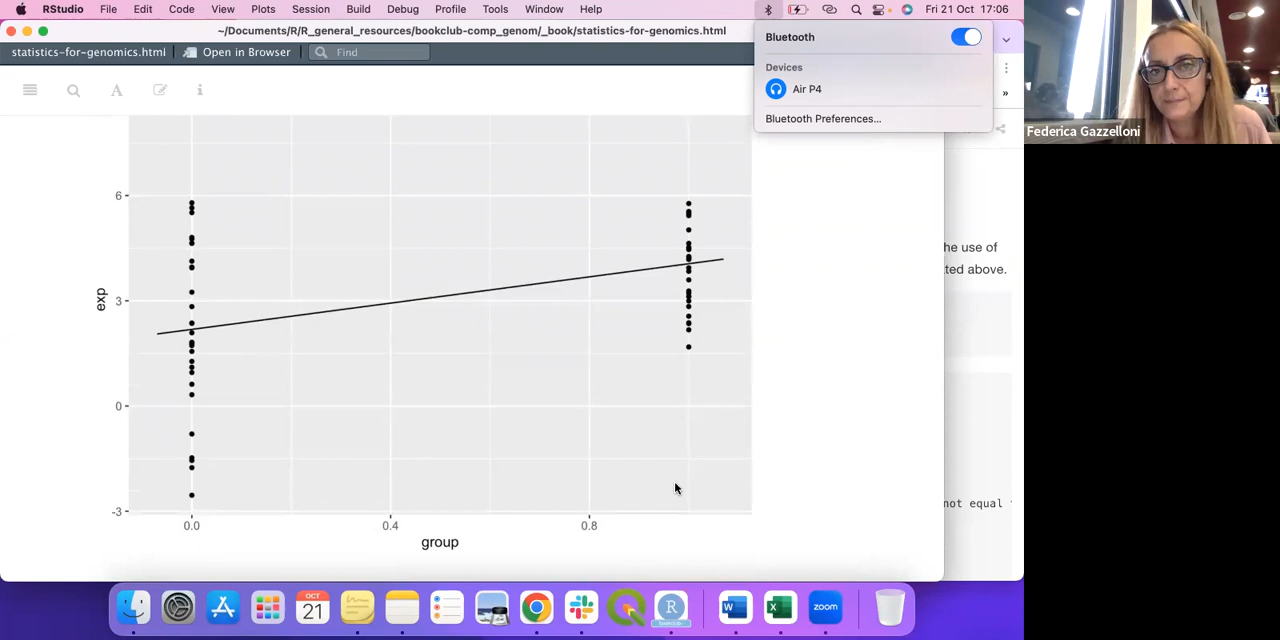 RStudio File Edit Code View Plots Session Build Debug Profile Tools Window Help Fri 21 Oct 17:06
~/Documents/R/R_general_resources/bookclub-comp_genom/_book/statistics-for-genomics.html
statistics-for-genomics.html Open in Browser Find
Bluetooth
Devices
Air P4
Bluetooth Preferences...
Federica Gazzelloni
A
i
»
6
3
0
-3
exp
0.0 0.4 0.8
group
he use of
ted above.
not equal
OCT
21
R
W
X
zoom